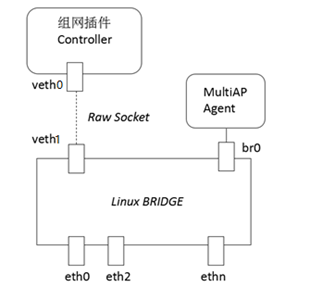 组网插件
Controller
veth0
MultiAP
Agent
Raw Socket
veth1
br0
Linux BRIDGE
eth0
eth2
ethn